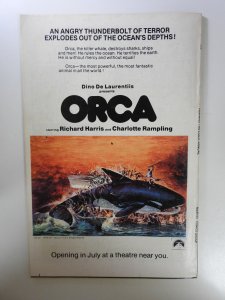 AN ANGRY THUNDERBOLT OF TERROR
EXPLODES OUT OF THE OCEAN'S DEPTHS!
Orca, the killer whale, destroys sharks, ships
and men! He rules the ocean. He terrifies the earth.
He is without mercy and without equal!
Orca—the most powerful, the most fantastic
animal in all the world!
Dino De Laurentiis
presents
ORCA
starring Richard Harris and Charlotte Rampling
Opening in July at a theatre near you.